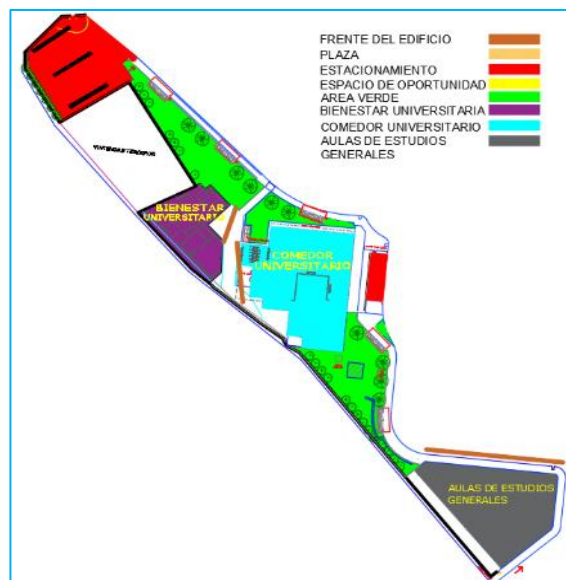 FRENTE DEL EDIFICIO
PLAZA
ESTACIONAMIENTO
ESPACIO DE OPORTUNIDAD
AREA VERDE
BIENESTAR UNIVERSITARIA
COMEDOR UNIVERSITARIO
AULAS DE ESTUDIOS
GENERALES
BIENESTAR
UNIVERSITARIO
COMEDOR
UNIVERSITARIO
AULAS DE ESTUDIOS
GENERALES